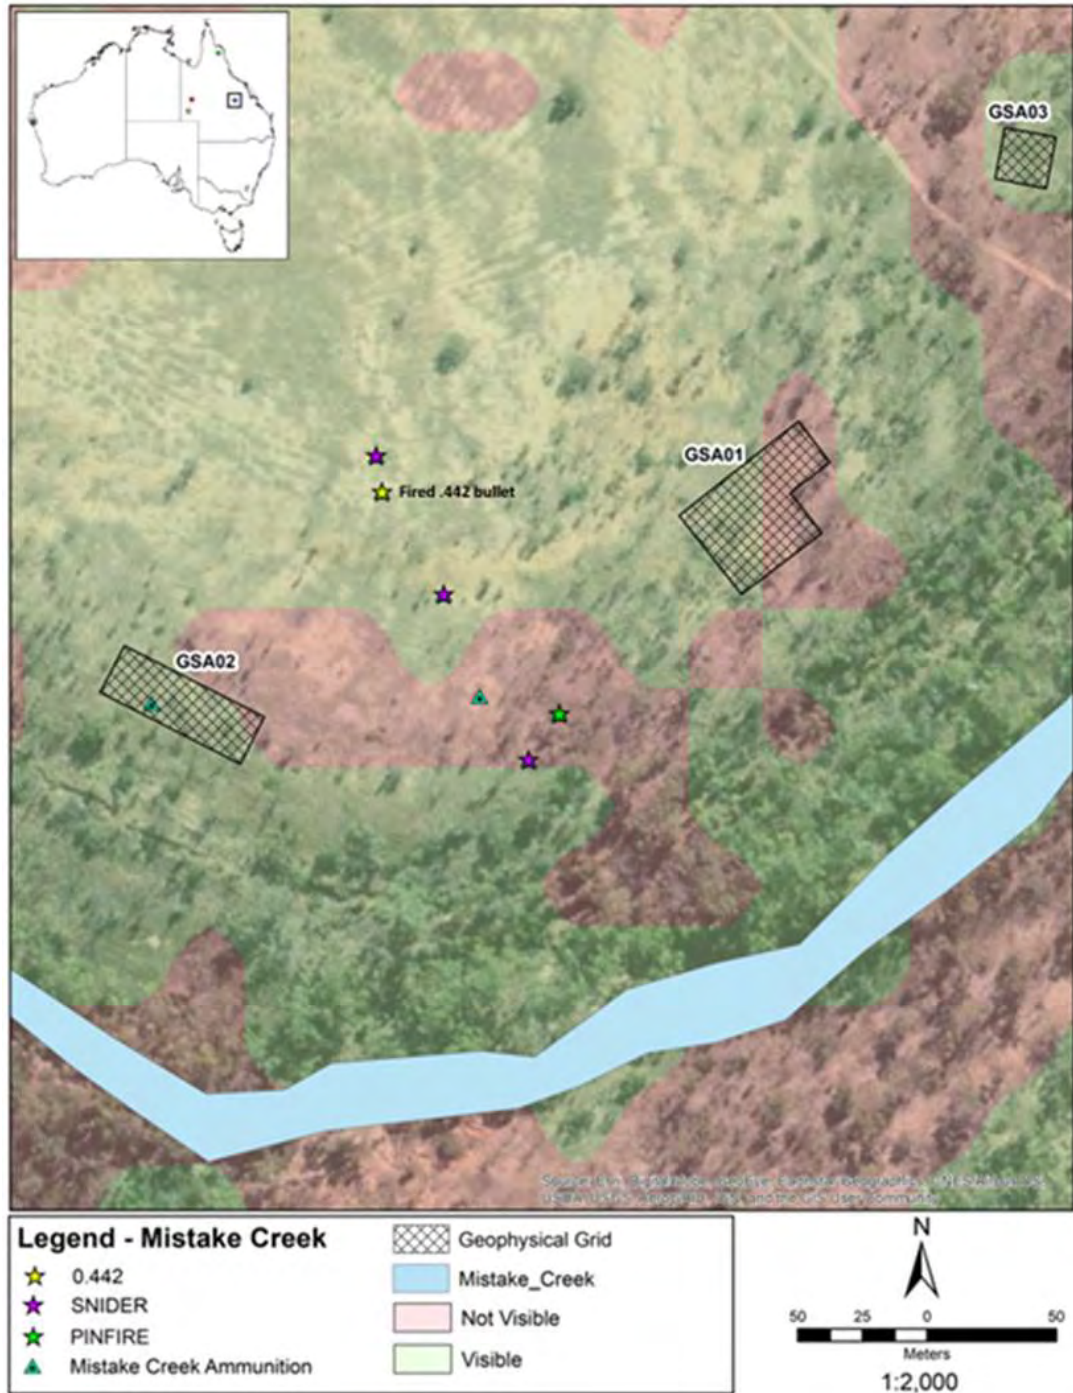 GSA03
GSA01
Fired .442 bullet
GSA02
Legend - Mistake Creek
0.442
SNIDER
PINFIRE
Mistake Creek Ammunition
Geophysical Grid
Mistake_Creek
Not Visible
Visible
N
50 25 0 50
Meters
1:2,000